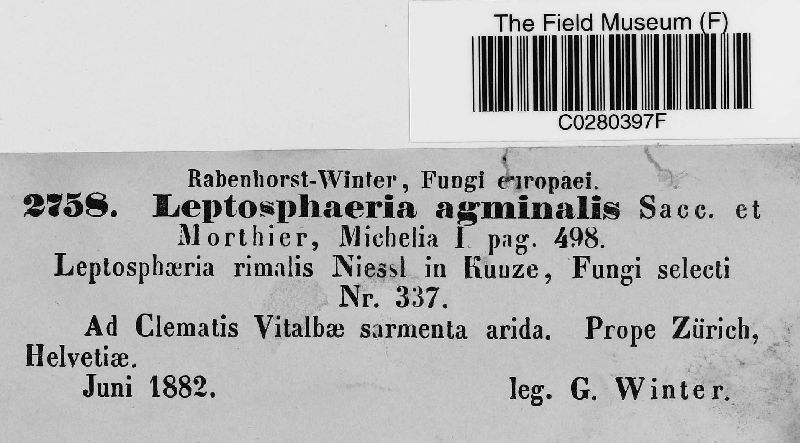 The Field Museum (F)
C0280397F
Rabenhorst-Winter, Fungi europaei.
2758. Leptosphaeria agminalis Sacc. et
Morthier, Michelia I pag. 498.
Leptosphæria rimalis Niessl in Kunze, Fungi selecti
Nr. 337.
Ad Clematis Vitalbæ sarmenta arida. Prope Zürich,
Helvetiæ.
Juni 1882. leg. G. Winter.